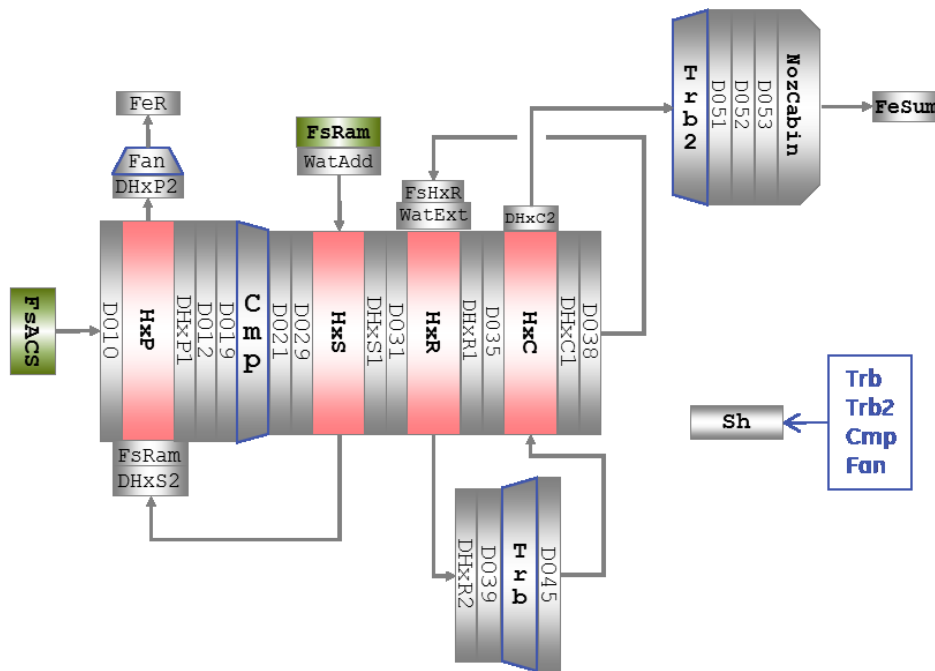 FeR
Fan
DHxP2
FsRam
WatAdd
FsHxR
WatExt
DHxC2
Trb2
D051
D052
D053
NozCabin
FeSum
FsACS
D010
HxP
DHxP1
D012
D019
Cmp
D021
D029
HxS
DHxS1
D031
HxR
DHxR1
D035
HxC
DHxC1
D038
FsRam
DHxS2
DHxR2
D039
Trb
D045
Sh
Trb
Trb2
Cmp
Fan